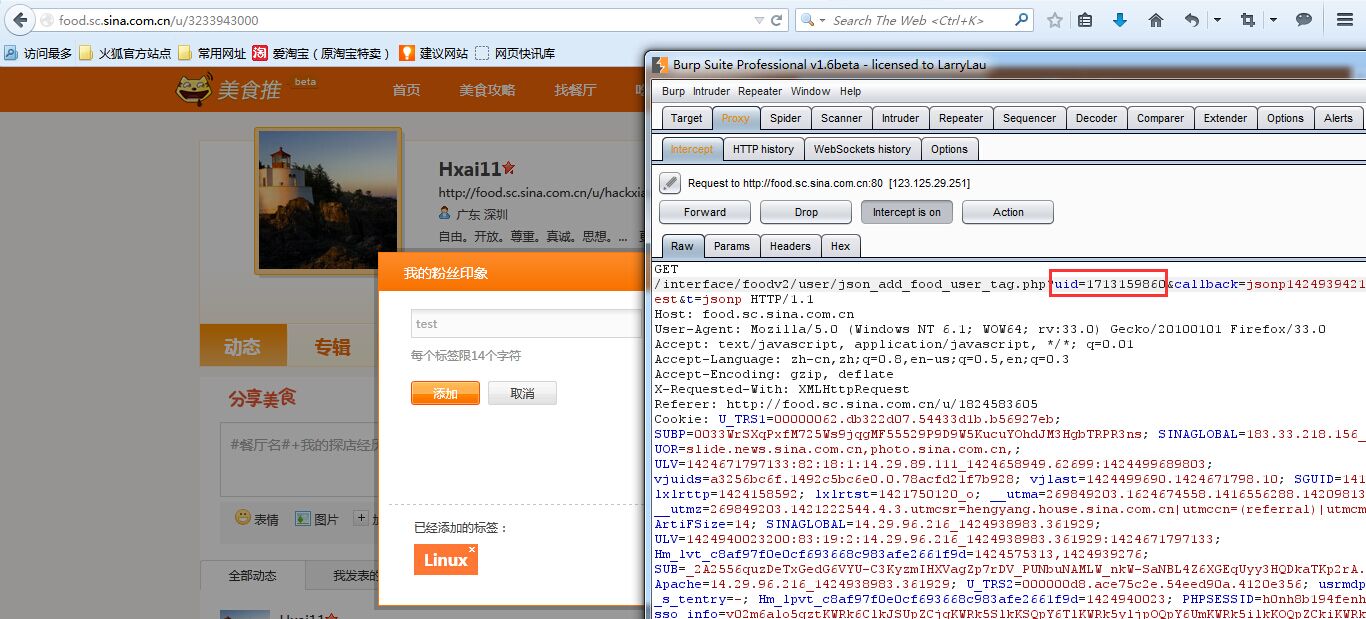 food.sc.sina.com.cn/u/3233943000
Search The Web <Ctrl+K>
访问最多 火狐官方站点 常用网址 爱淘宝（原淘宝特卖） 建议网站 网页快讯库
美食推 beta
首页 美食攻略 找餐厅
Hxai11
http://food.sc.sina.com.cn/u/hackxia
广东 深圳
自由。开放。尊重。真诚。思想。...
动态 专辑
分享美食
#餐厅名#+我的探店经历
表情 图片
全部动态 我发表的
Hxai11
我的粉丝印象
test
每个标签限14个字符
添加 取消
已经添加的标签：
Linux
Burp Suite Professional v1.6beta - licensed to LarryLau
Burp Intruder Repeater Window Help
Target Proxy Spider Scanner Intruder Repeater Sequencer Decoder Comparer Extender Options Alerts
Intercept HTTP history WebSockets history Options
Request to http://food.sc.sina.com.cn:80 [123.125.29.251]
Forward Drop Intercept is on Action
Raw Params Headers Hex
GET
/interface/foodv2/user/json_add_food_user_tag.php?uid=1713159860&callback=jsonp1424939421
est&t=jsonp HTTP/1.1
Host: food.sc.sina.com.cn
User-Agent: Mozilla/5.0 (Windows NT 6.1; WOW64; rv:33.0) Gecko/20100101 Firefox/33.0
Accept: text/javascript, application/javascript, */*; q=0.01
Accept-Language: zh-cn,zh;q=0.8,en-us;q=0.5,en;q=0.3
Accept-Encoding: gzip, deflate
X-Requested-With: XMLHttpRequest
Referer: http://food.sc.sina.com.cn/u/1824583605
Cookie: U_TRS1=00000062.db322d07.54433d1b.b56927eb;
SUBP=0033WrSXqPxfM725Ws9jqgMF55529P9D9W5KucuYOhdJM3HgbTRPR3ns; SINAGLOBAL=183.33.218.156_
UOR=slide.news.sina.com.cn,photo.sina.com.cn,;
ULV=1424671797133:82:18:1:14.29.89.111_1424658949.62699:1424499689803;
vjuids=a3256bc6f.1492c5bc6e0.0.78acfd21f7b928; vjlast=1424499690.1424671798.10; SGUID=141
lxlrttp=1424158592; lxlrtst=1421750120_o; __utma=269849203.1624674558.1416556288.14209813
__utmz=269849203.1421222544.4.3.utmcsr=hengyang.house.sina.com.cn|utmccn=(referral)|utmcm
ArtiFSize=14; SINAGLOBAL=14.29.96.216_1424938983.361929;
ULV=1424940023200:83:19:2:14.29.96.216_1424938983.361929:1424671797133;
Hm_lvt_c8af97f0e0cf693668c983afe2661f9d=1424575313,1424939276;
SUB=_2A2556quzDeTxGedG6VYU-C3KyzmIHXVagZp7rDV_PUNbuNAMLW_nkW-SaNBL4Z6XGEqUyy3HQDkaTKp2rA.
Apache=14.29.96.216_1424938983.361929; U_TRS2=000000d8.ace75c2e.54eed90a.4120e356; usrmdp
_s_tentry=-; Hm_lpvt_c8af97f0e0cf693668c983afe2661f9d=1424940023; PHPSESSID=h0nh8b194fenh